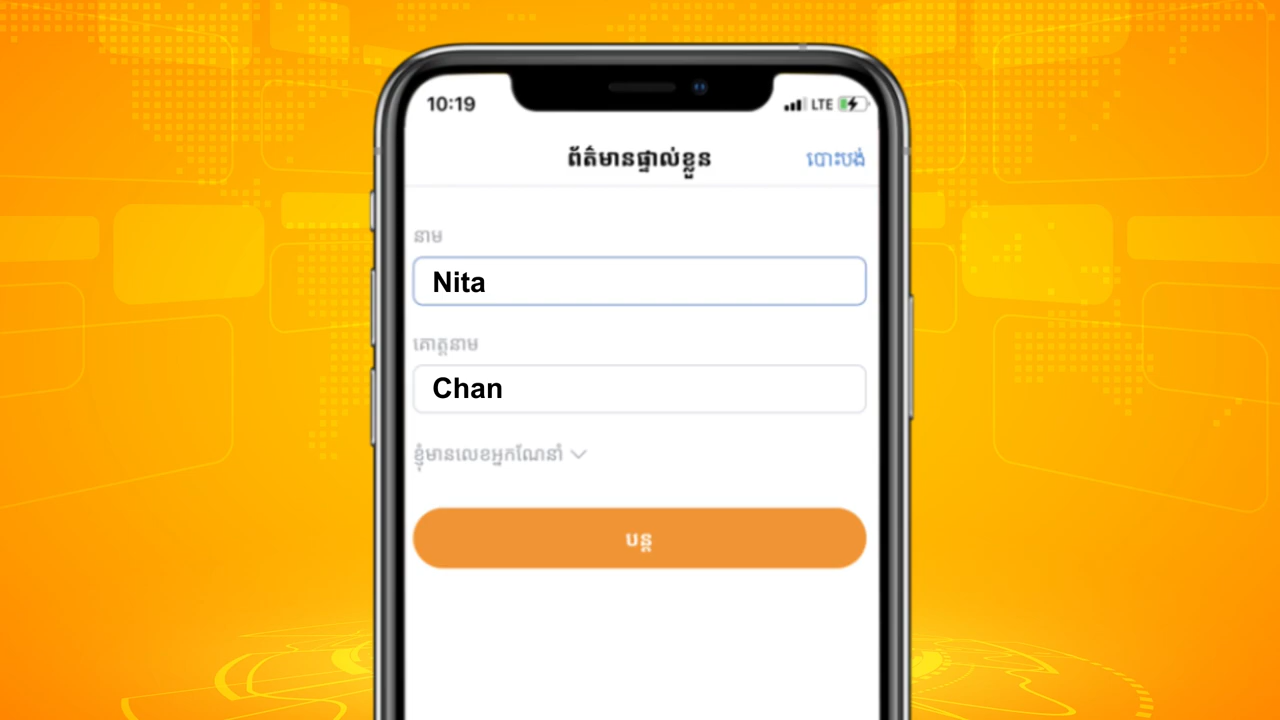 10:19
LTE
ព័ត៌មានផ្ទាល់ខ្លួន
បោះបង់
នាម
Nita
គោត្តនាម
Chan
ខ្ញុំមានលេខអ្នកណែនាំ
បន្ត